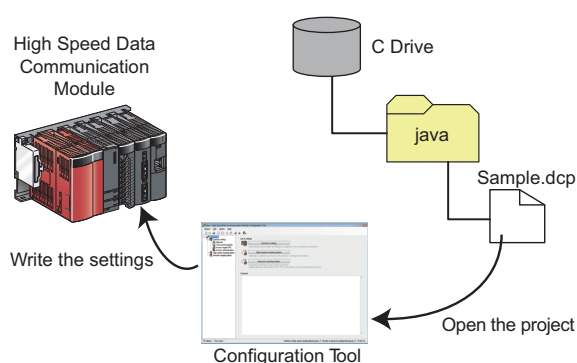 High Speed Data
Communication
Module
C Drive
java
Sample.dcp
Write the settings
Open the project
Configuration Tool